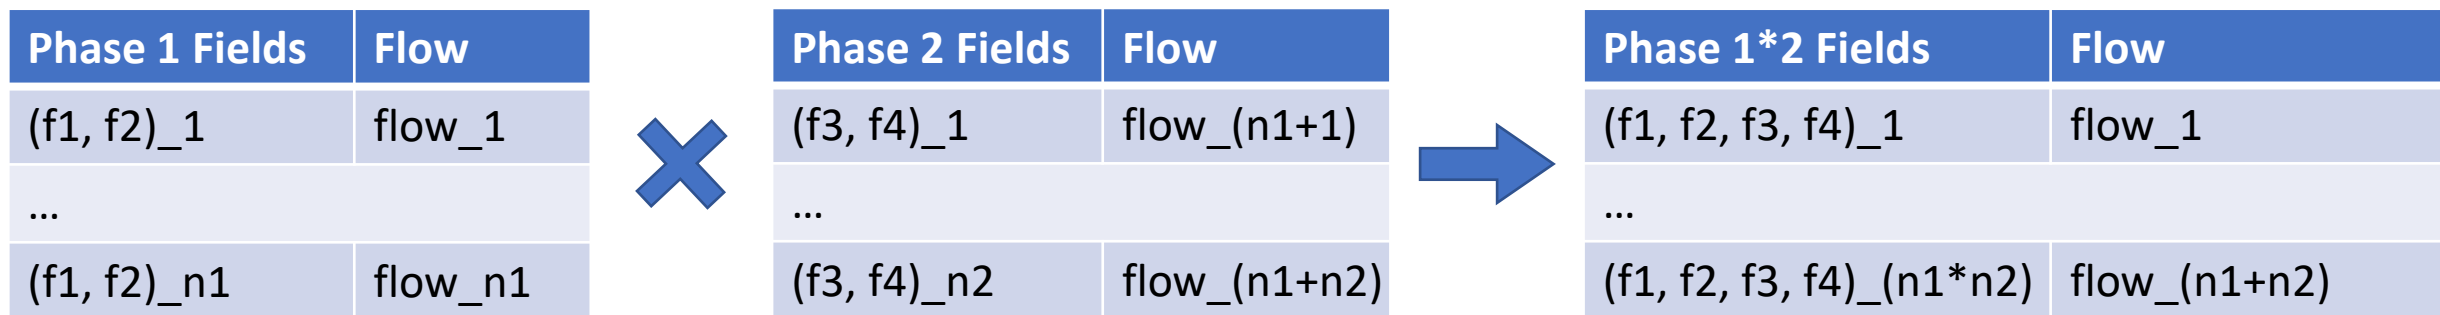 Phase 1 Fields Flow
(f1, f2)_1 flow_1
...
(f1, f2)_n1 flow_n1
Phase 2 Fields Flow
(f3, f4)_1 flow_(n1+1)
...
(f3, f4)_n2 flow_(n1+n2)
Phase 1*2 Fields Flow
(f1, f2, f3, f4)_1 flow_1
...
(f1, f2, f3, f4)_(n1*n2) flow_(n1+n2)